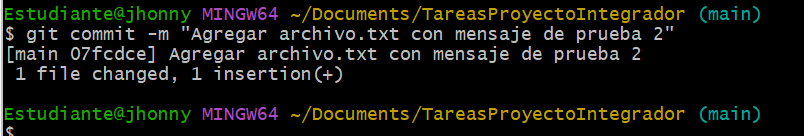 Estudiante@jhonny MINGW64 ~/Documents/TareasProyectoIntegrador (main)
$ git commit -m "Agregar archivo.txt con mensaje de prueba 2"
[main 07fcdce] Agregar archivo.txt con mensaje de prueba 2
 1 file changed, 1 insertion(+)

Estudiante@jhonny MINGW64 ~/Documents/TareasProyectoIntegrador (main)
$